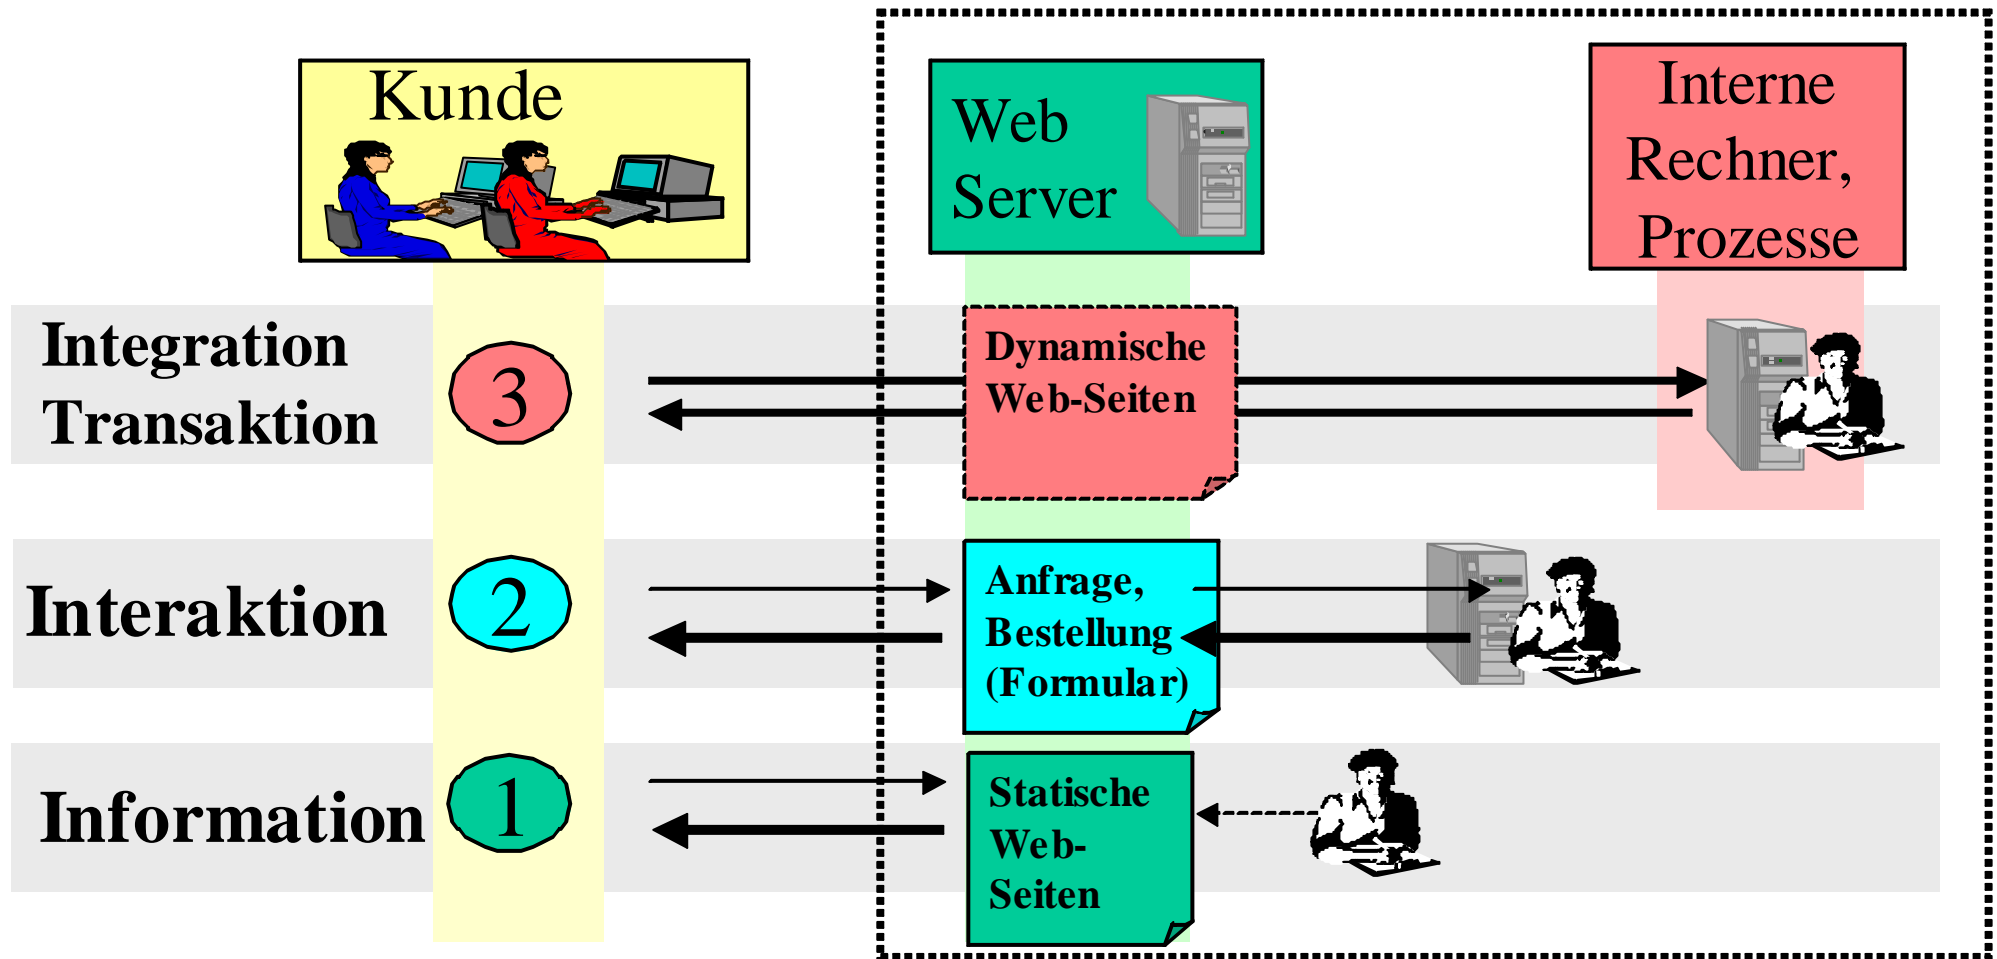 Kunde
Web
Server
Interne
Rechner,
Prozesse
Integration
Transaktion
3
Dynamische
Web-Seiten
Interaktion
2
Anfrage,
Bestellung
(Formular)
Information
1
Statische
Web-
Seiten